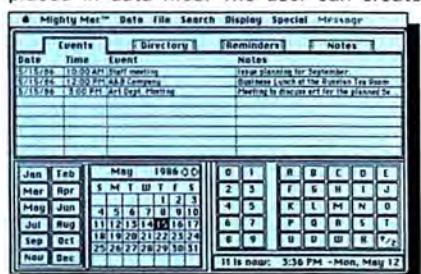 placed in data most. The user can create
Mighty Mac™ Date File Search Display Special Message
Events Directory Reminders Notes
Date Time Event Notes
5/15/86 10:00 AM Staff meeting Issue planning for September
5/15/86 12:00 PM A&B Company Business Lunch at the Russian Tea Room
5/15/86 3:00 PM Art Dept. Meeting Meeting to discuss art for the planned Se...
Jan Feb
Mar Apr
May Jun
Jul Aug
Sep Oct
Nov Dec
May 1986
S M T W T F S
1 2 3
4 5 6 7 8 9 10
11 12 13 14 15 16 17
18 19 20 21 22 23 24
25 26 27 28 29 30 31
0 1
2 3
4 5
6 7
8 9
A B C D E
F G H I J
K L M N O
P Q R S T
U V W X Y/Z
It is now: 3:36 PM -Mon, May 12